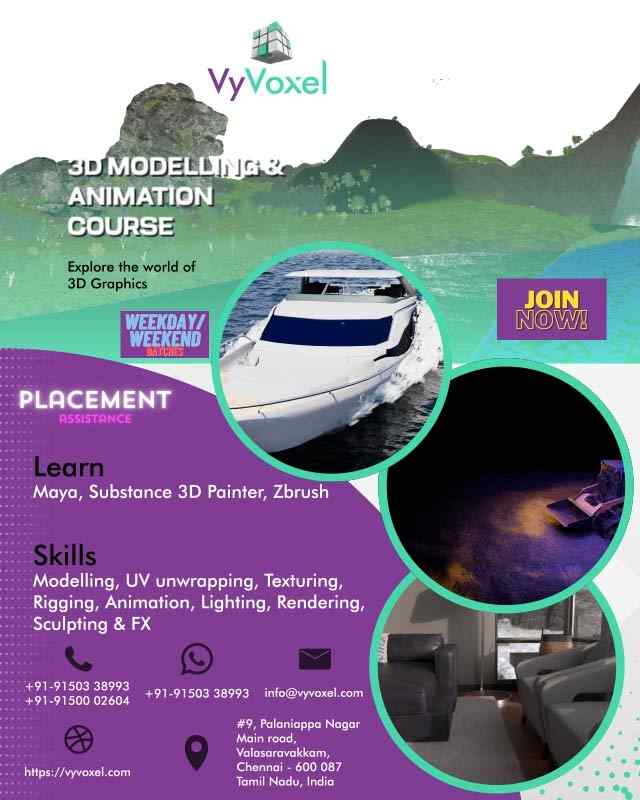 VyVoxel
3D MODELLING &
ANIMATION
COURSE
Explore the world of
3D Graphics
JOIN
NOW!
WEEKDAY/
WEEKEND
BATCHES
PLACEMENT
ASSISTANCE
Learn
Maya, Substance 3D Painter, Zbrush
Skills
Modelling, UV unwrapping, Texturing,
Rigging, Animation, Lighting, Rendering,
Sculpting & FX
+91-91503 38993
+91-91500 02604
+91-91503 38993
info@vyvoxel.com
https://vyvoxel.com
#9, Palaniappa Nagar
Main road,
Valasaravakkam,
Chennai - 600 087
Tamil Nadu, India